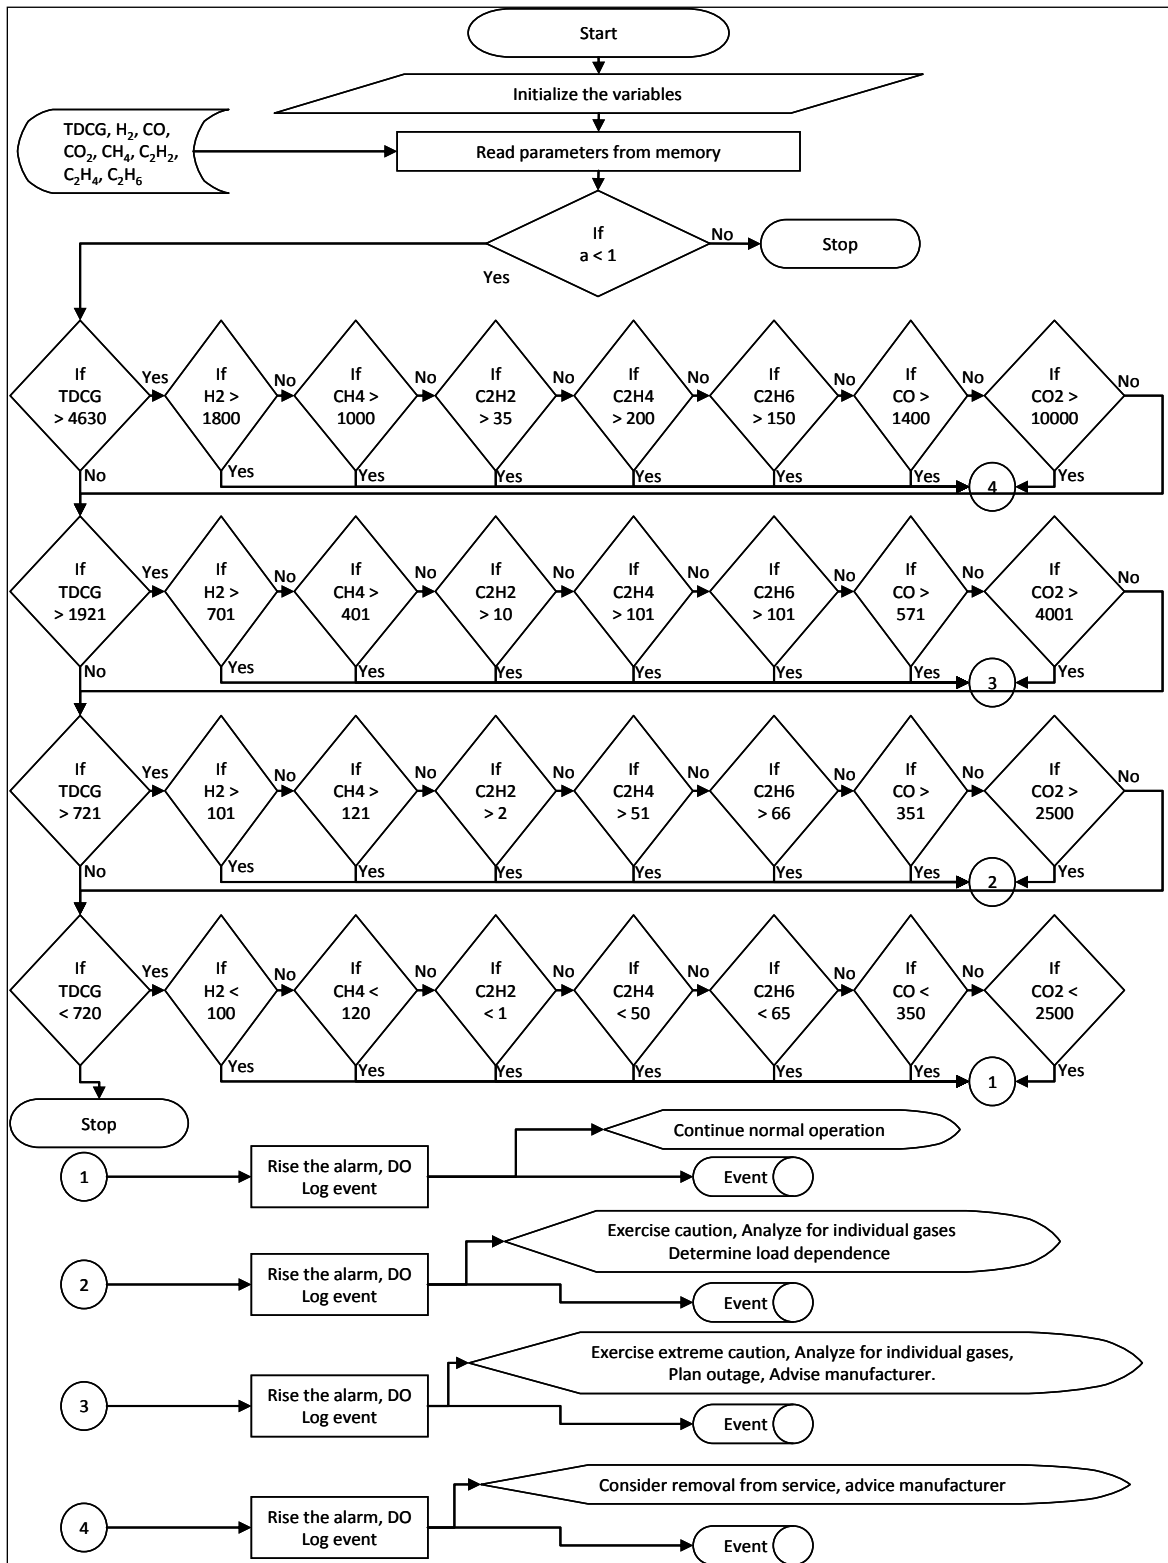 Start
Initialize the variables
TDCG, H₂, CO,
CO₂, CH₄, C₂H₂,
C₂H₄, C₂H₆
Read parameters from memory
If
a < 1
No
Stop
Yes
If
TDCG
> 4630
Yes
If
H2 >
1800
No
If
CH4 >
1000
No
If
C2H2
> 35
No
If
C2H4
> 200
No
If
C2H6
> 150
No
If
CO >
1400
No
If
CO2 >
10000
No
No
Yes
Yes
Yes
Yes
Yes
Yes
4
Yes
If
TDCG
> 1921
Yes
If
H2 >
701
No
If
CH4 >
401
No
If
C2H2
> 10
No
If
C2H4
> 101
No
If
C2H6
> 101
No
If
CO >
571
No
If
CO2 >
4001
No
No
Yes
Yes
Yes
Yes
Yes
Yes
3
Yes
If
TDCG
> 721
Yes
If
H2 >
101
No
If
CH4 >
121
No
If
C2H2
> 2
No
If
C2H4
> 51
No
If
C2H6
> 66
No
If
CO >
351
No
If
CO2 >
2500
No
No
Yes
Yes
Yes
Yes
Yes
Yes
2
Yes
If
TDCG
< 720
Yes
If
H2 <
100
No
If
CH4 <
120
No
If
C2H2
< 1
No
If
C2H4
< 50
No
If
C2H6
< 65
No
If
CO <
350
No
If
CO2 <
2500
Yes
Yes
Yes
Yes
Yes
Yes
1
Yes
Stop
1
Rise the alarm, DO
Log event
Continue normal operation
Event
2
Rise the alarm, DO
Log event
Exercise caution, Analyze for individual gases
Determine load dependence
Event
3
Rise the alarm, DO
Log event
Exercise extreme caution, Analyze for individual gases,
Plan outage, Advise manufacturer.
Event
4
Rise the alarm, DO
Log event
Consider removal from service, advice manufacturer
Event